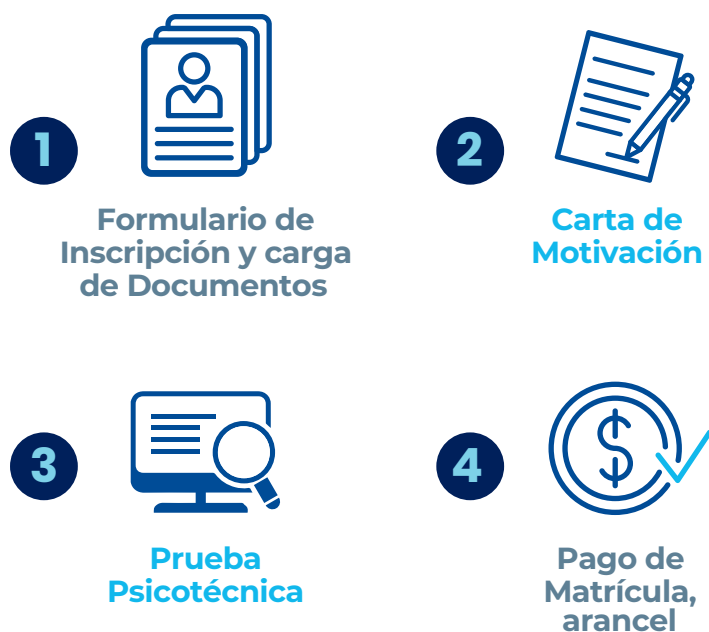 1
Formulario de
Inscripción y carga
de Documentos
2
Carta de
Motivación
3
Prueba
Psicotécnica
4
$
Pago de
Matrícula,
arancel